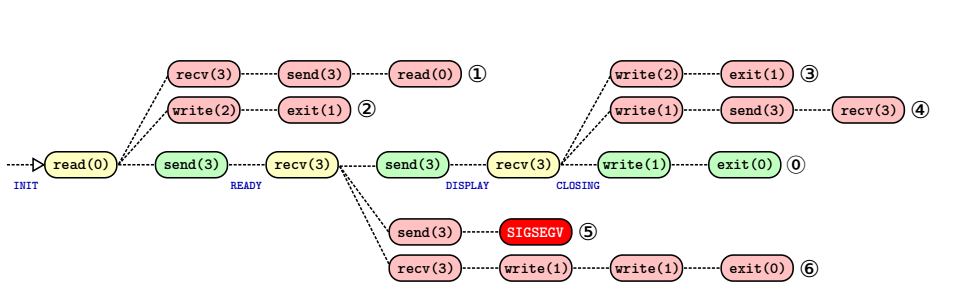 recv(3) send(3) read(0) ① write(2) exit(1) ③
write(2) exit(1) ② write(1) send(3) recv(3) ④
read(0) send(3) recv(3) send(3) recv(3) write(1) exit(0) ⓪
INIT READY DISPLAY CLOSING
send(3) SIGSEGV ⑤
recv(3) write(1) write(1) exit(0) ⑥